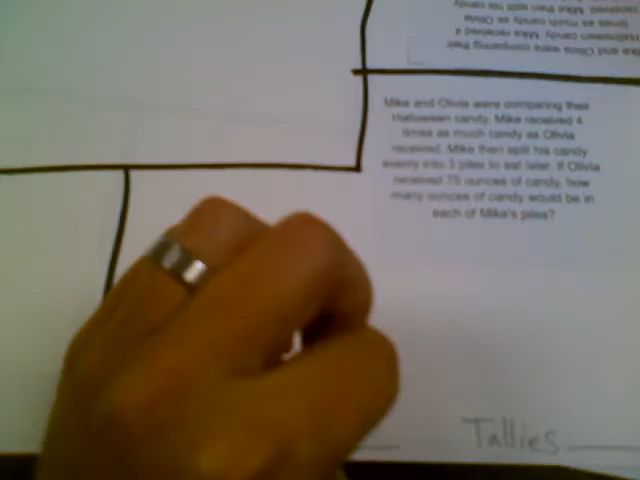 Mike and Olivia were comparing their
Halloween candy. Mike received 4
times as much candy as Olivia
received. Mike then split his candy
evenly into 3 piles to eat later. If Olivia
received 75 ounces of candy, how
many ounces of candy would be in
each of Mike's piles?
Tallies